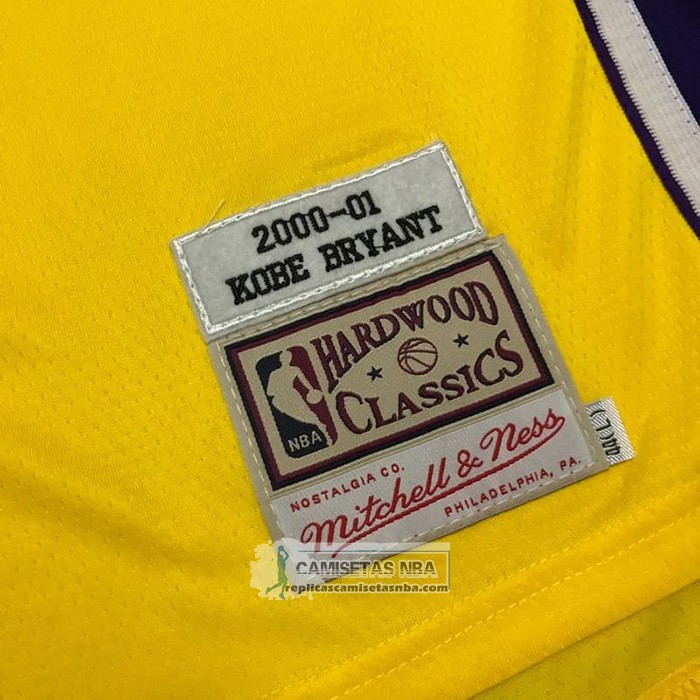 2000-01
KOBE BRYANT
HARDWOOD
CLASSICS
NBA
NOSTALGIA CO.
Mitchell & Ness
PHILADELPHIA, PA.
CAMISETAS NBA
replicascamisetasnba.com